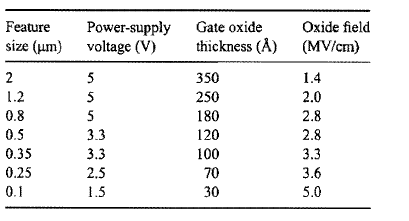 Feature Power-supply Gate oxide Oxide field
size (μm) voltage (V) thickness (Å) (MV/cm)
2 5 350 1.4
1.2 5 250 2.0
0.8 5 180 2.8
0.5 3.3 120 2.8
0.35 3.3 100 3.3
0.25 2.5 70 3.6
0.1 1.5 30 5.0